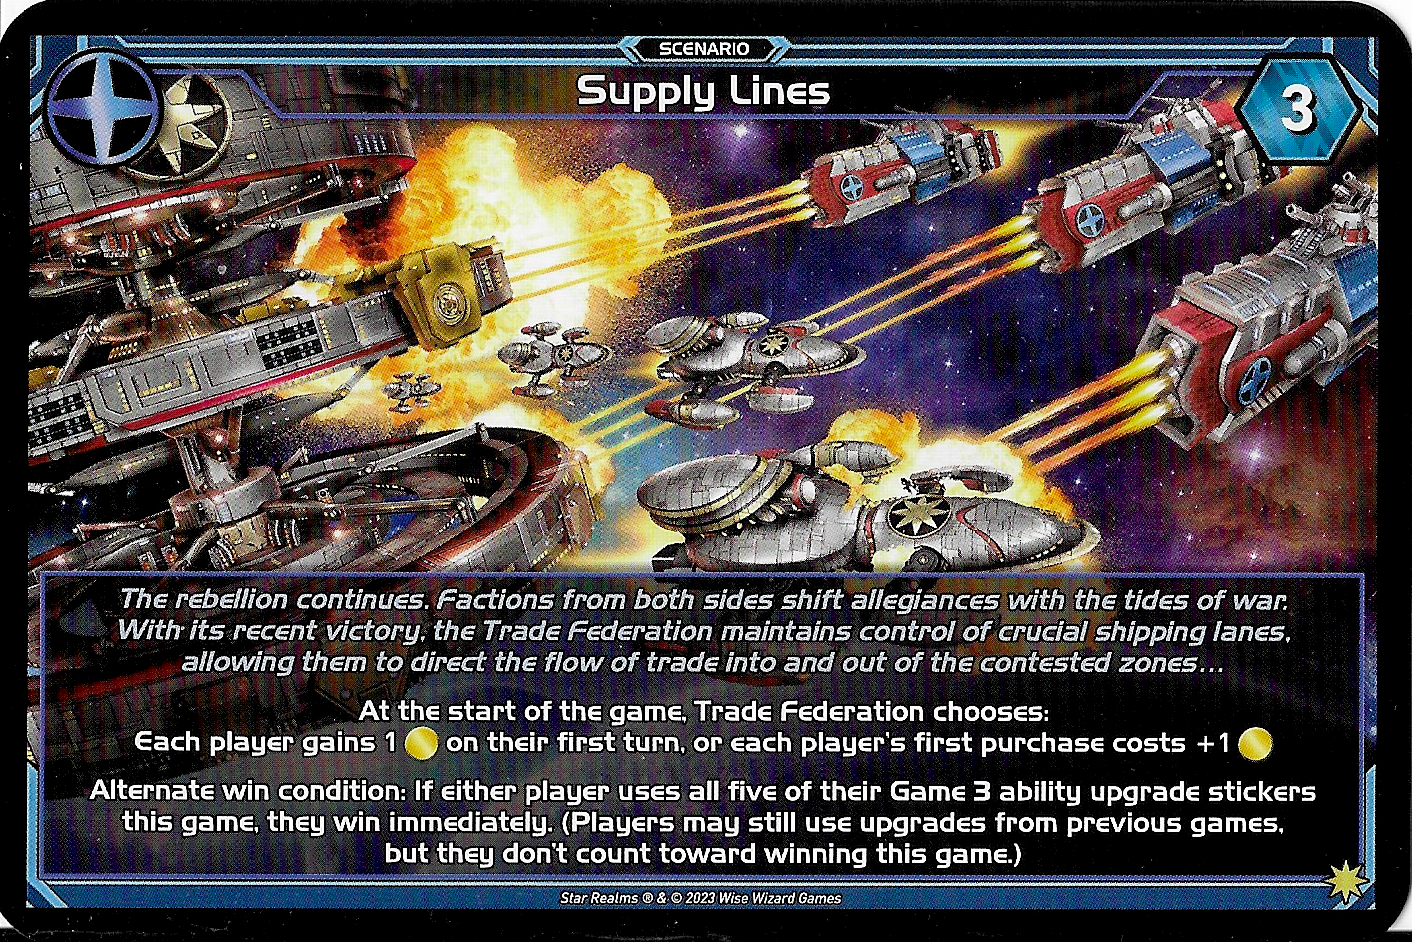 SCENARIO
Supply Lines
3
The rebellion continues. Factions from both sides shift allegiances with the tides of war.
With its recent victory, the Trade Federation maintains control of crucial shipping lanes,
allowing them to direct the flow of trade into and out of the contested zones...
At the start of the game, Trade Federation chooses:
Each player gains 1 on their first turn, or each player's first purchase costs +1
Alternate win condition: If either player uses all five of their Game 3 ability upgrade stickers
this game, they win immediately. (Players may still use upgrades from previous games,
but they don't count toward winning this game.)
Star Realms ® & © 2023 Wise Wizard Games